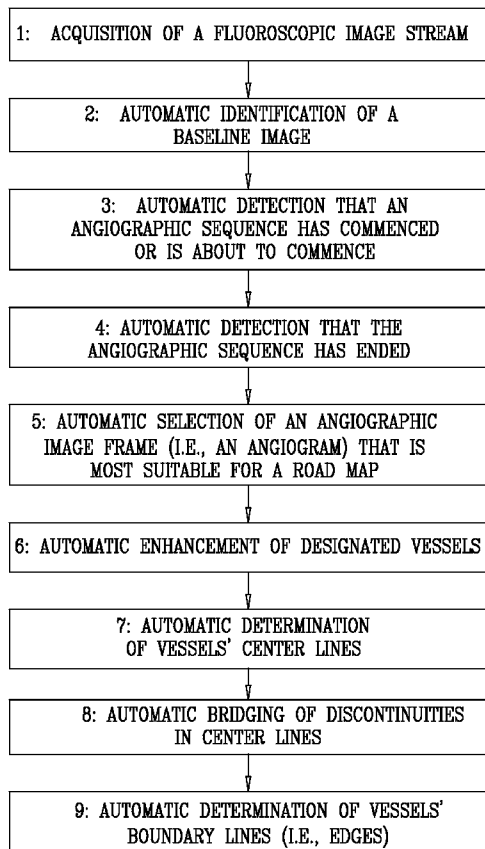 1: ACQUISITION OF A FLUOROSCOPIC IMAGE STREAM
2: AUTOMATIC IDENTIFICATION OF A
BASELINE IMAGE
3: AUTOMATIC DETECTION THAT AN
ANGIOGRAPHIC SEQUENCE HAS COMMENCED
OR IS ABOUT TO COMMENCE
4: AUTOMATIC DETECTION THAT THE
ANGIOGRAPHIC SEQUENCE HAS ENDED.
5: AUTOMATIC SELECTION OF AN ANGIOGRAPHIC
IMAGE FRAME (I.E., AN ANGIOGRAM) THAT IS
MOST SUITABLE FOR A ROAD MAP
6: AUTOMATIC ENHANCEMENT OF DESIGNATED VESSELS
7: AUTOMATIC DETERMINATION
OF VESSELS' CENTER LINES
8: AUTOMATIC BRIDGING OF DISCONTINUITIES
IN CENTER LINES
9: AUTOMATIC DETERMINATION OF VESSELS'
BOUNDARY LINES (I.E., EDGES)